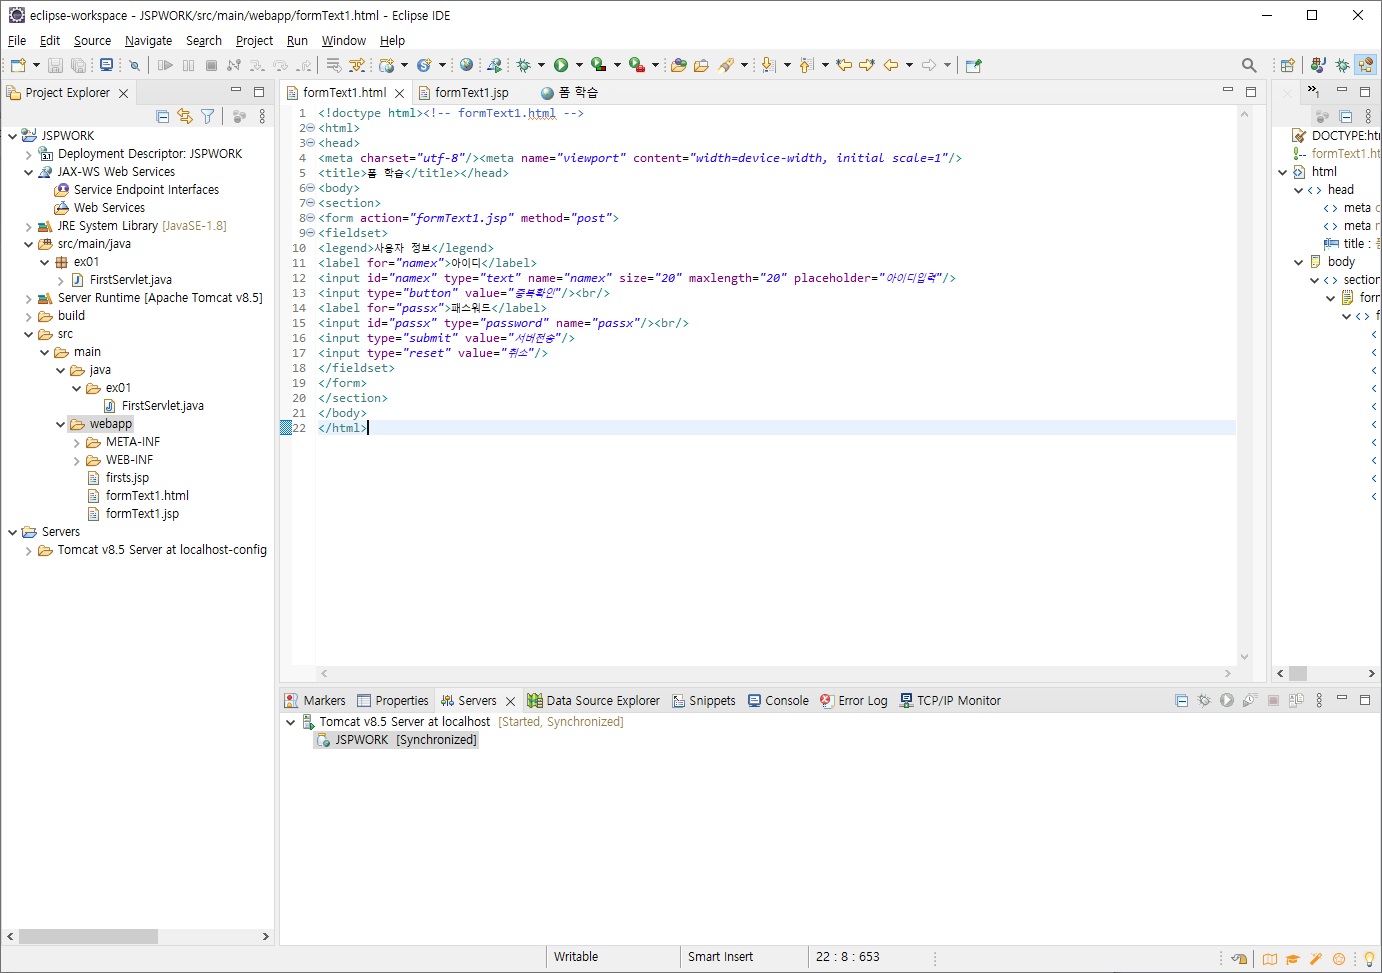 eclipse-workspace - JSPWORK/src/main/webapp/formText1.html - Eclipse IDE
File Edit Source Navigate Search Project Run Window Help
Project Explorer
JSPWORK
Deployment Descriptor: JSPWORK
JAX-WS Web Services
Service Endpoint Interfaces
Web Services
JRE System Library [JavaSE-1.8]
src/main/java
ex01
FirstServlet.java
Server Runtime [Apache Tomcat v8.5]
build
src
main
java
ex01
FirstServlet.java
webapp
META-INF
WEB-INF
firsts.jsp
formText1.html
formText1.jsp
Servers
Tomcat v8.5 Server at localhost-config
formText1.html formText1.jsp 폼 학습
1 <!doctype html><!-- formText1.html -->
2 <html>
3 <head>
4 <meta charset="utf-8"/><meta name="viewport" content="width=device-width, initial scale=1"/>
5 <title>폼 학습</title></head>
6 <body>
7 <section>
8 <form action="formText1.jsp" method="post">
9 <fieldset>
10 <legend>사용자 정보</legend>
11 <label for="namex">아이디</label>
12 <input id="namex" type="text" name="namex" size="20" maxlength="20" placeholder="아이디입력"/>
13 <input type="button" value="중복확인"/><br/>
14 <label for="passx">패스워드</label>
15 <input id="passx" type="password" name="passx"/><br/>
16 <input type="submit" value="서버전송"/>
17 <input type="reset" value="취소"/>
18 </fieldset>
19 </form>
20 </section>
21 </body>
22 </html>
»1
DOCTYPE:ht
formText1.ht
html
head
meta
meta
title :
body
section
for
f
Markers Properties Servers Data Source Explorer Snippets Console Error Log TCP/IP Monitor
Tomcat v8.5 Server at localhost [Started, Synchronized]
JSPWORK [Synchronized]
Writable Smart Insert 22 : 8 : 653